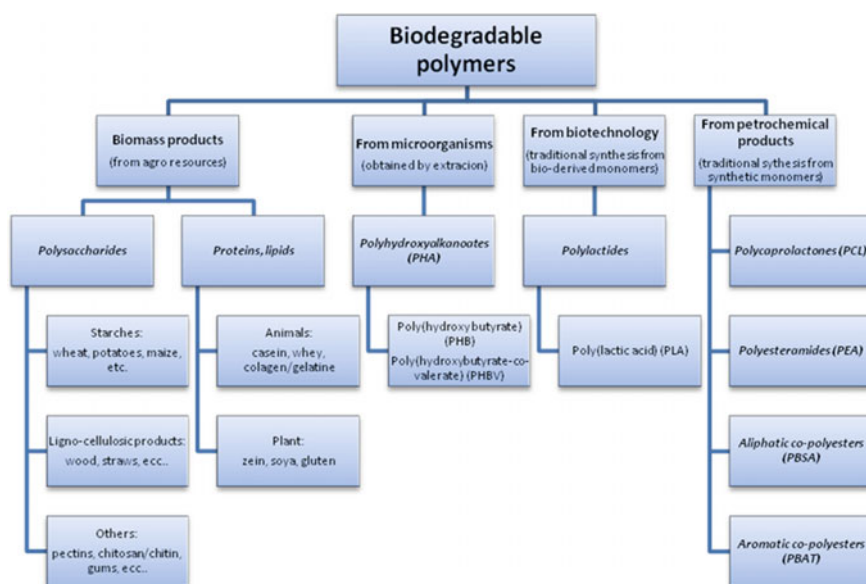 Biodegradable
polymers
Biomass products
(from agro resources)
From microorganisms
(obtained by extracion)
From biotechnology
(traditional synthesis from
bio-derived monomers)
From petrochemical
products
(traditional sythesis from
synthetic monomers)
Polysaccharides
Proteins, lipids
Polyhydroxyalkanoates
(PHA)
Polylactides
Polycaprolactones (PCL)
Starches:
wheat, potatoes, maize,
etc.
Animals:
casein, whey,
colagen/gelatine
Poly(hydroxybutyrate)
(PHB)
Poly(hydroxybutyrate-co-
valerate) (PHBV)
Poly(lactic acid) (PLA)
Polyesteramides (PEA)
Ligno-cellulosic products:
wood, straws, ecc..
Plant:
zein, soya, gluten
Aliphatic co-polyesters
(PBSA)
Others:
pectins, chitosan/chitin,
gums, ecc..
Aromatic co-polyesters
(PBAT)